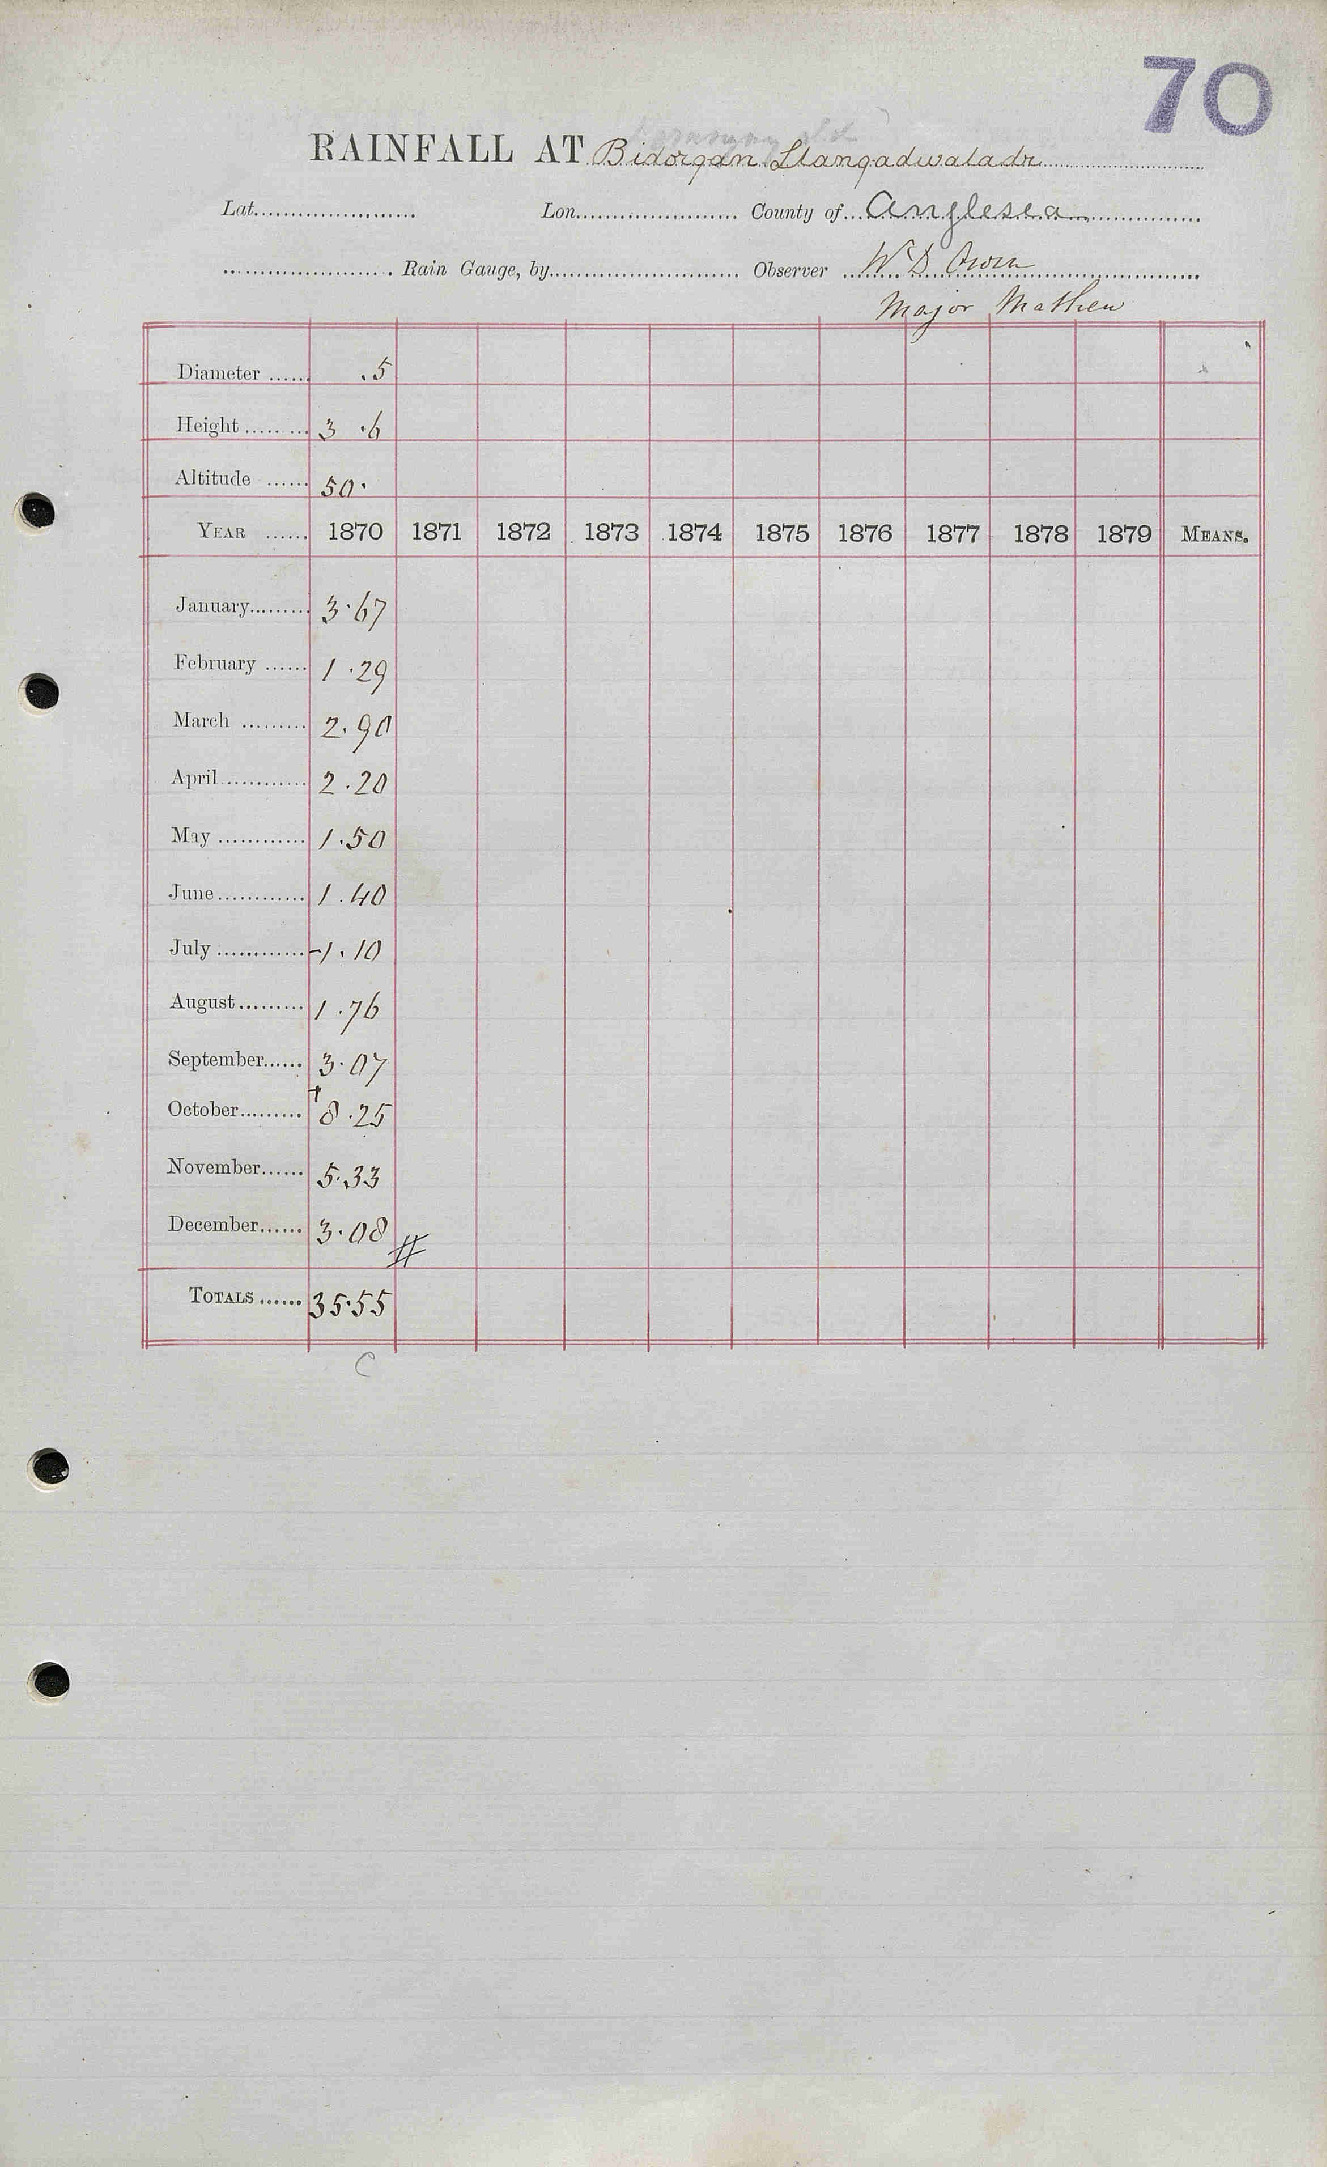 70
RAINFALL AT Bidorgan Llangadwaladr
Lat. Lon. County of Anglesea
Rain Gauge, by Observer W D Owen
Major Mathew
Diameter .5
Height 3 .6
Altitude 50.
YEAR 1870 1871 1872 1873 1874 1875 1876 1877 1878 1879 MEANS.
January 3.67
February 1.29
March 2.90
April 2.20
May 1.50
June 1.40
July -1.10
August 1.76
September 3.07
October +8.25
November 5.33
December 3.08 #
TOTALS 35.55
C